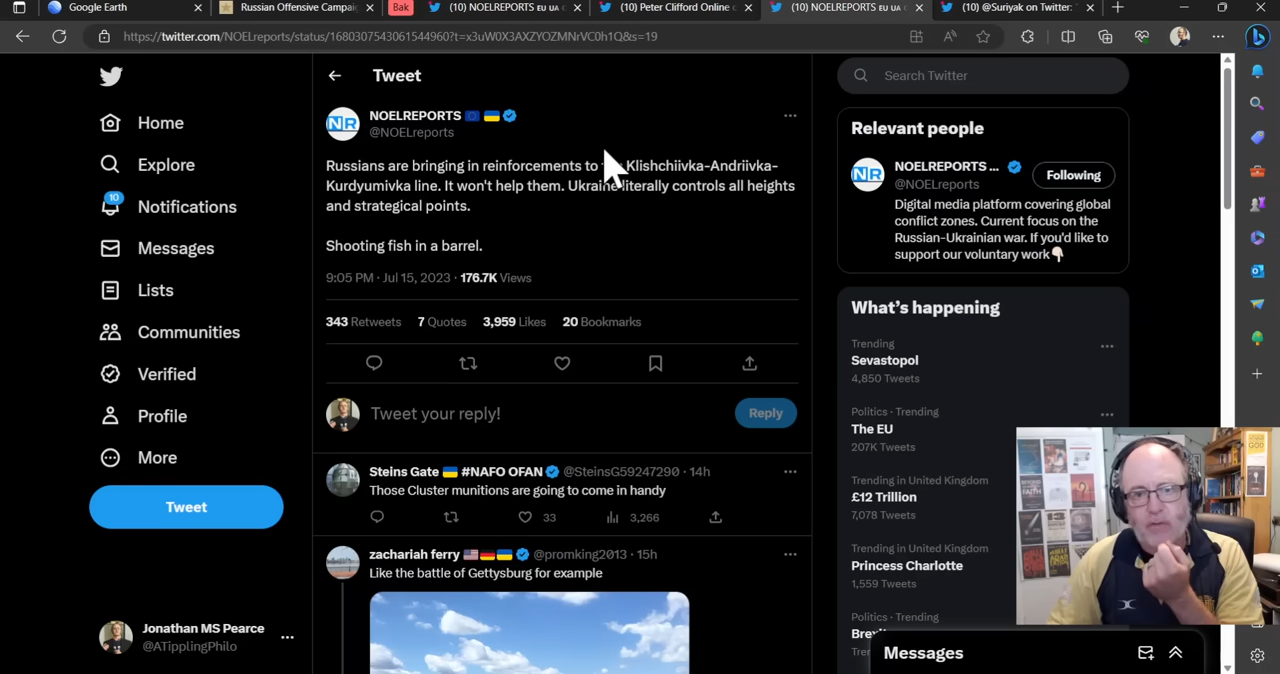 Google Earth
Russian Offensive Campai
Bak
(10) NOELREPORTS EU UA
(10) Peter Clifford Online
(10) NOELREPORTS EU UA
(10) @Suriyak on Twitter:
https://twitter.com/NOELreports/status/1680307543061544960?t=x3uW0X3AXZYOZMNrVC0h1Q&s=19
Home
Explore
10
Notifications
Messages
Lists
Communities
Verified
Profile
More
Tweet
Jonathan MS Pearce
@ATipplingPhilo
Tweet
NR
NOELREPORTS
@NOELreports
Russians are bringing in reinforcements to Klishchiivka-Andriivka-
Kurdyumivka line. It won't help them. Ukraine literally controls all heights
and strategical points.
Shooting fish in a barrel.
9:05 PM · Jul 15, 2023 · 176.7K Views
343 Retweets 7 Quotes 3,959 Likes 20 Bookmarks
Tweet your reply!
Reply
Steins Gate #NAFO OFAN @SteinsG59247290 · 14h
Those Cluster munitions are going to come in handy
33 3,266
zachariah ferry @promking2013 · 15h
Like the battle of Gettysburg for example
Search Twitter
Relevant people
NR
NOELREPORTS ...
@NOELreports
Following
Digital media platform covering global
conflict zones. Current focus on the
Russian-Ukrainian war. If you'd like to
support our voluntary work
What's happening
Trending
Sevastopol
4,850 Tweets
Politics · Trending
The EU
207K Tweets
Trending in United Kingdom
£12 Trillion
7,078 Tweets
Trending in United Kingdom
Princess Charlotte
1,559 Tweets
Politics · Trending
Messages